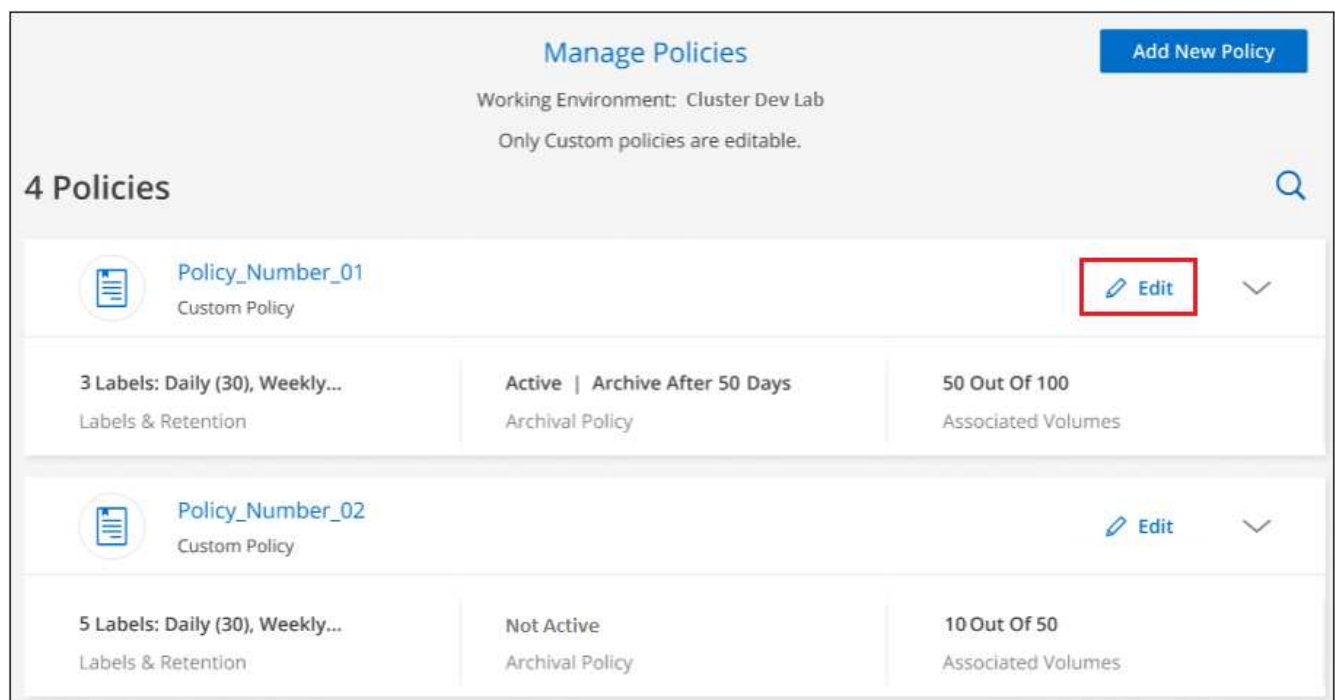 Manage Policies
Add New Policy
Working Environment: Cluster Dev Lab
Only Custom policies are editable.
4 Policies
Policy_Number_01
Custom Policy
Edit
3 Labels: Daily (30), Weekly...
Labels & Retention
Active | Archive After 50 Days
Archival Policy
50 Out Of 100
Associated Volumes
Policy_Number_02
Custom Policy
Edit
5 Labels: Daily (30), Weekly...
Labels & Retention
Not Active
Archival Policy
10 Out Of 50
Associated Volumes